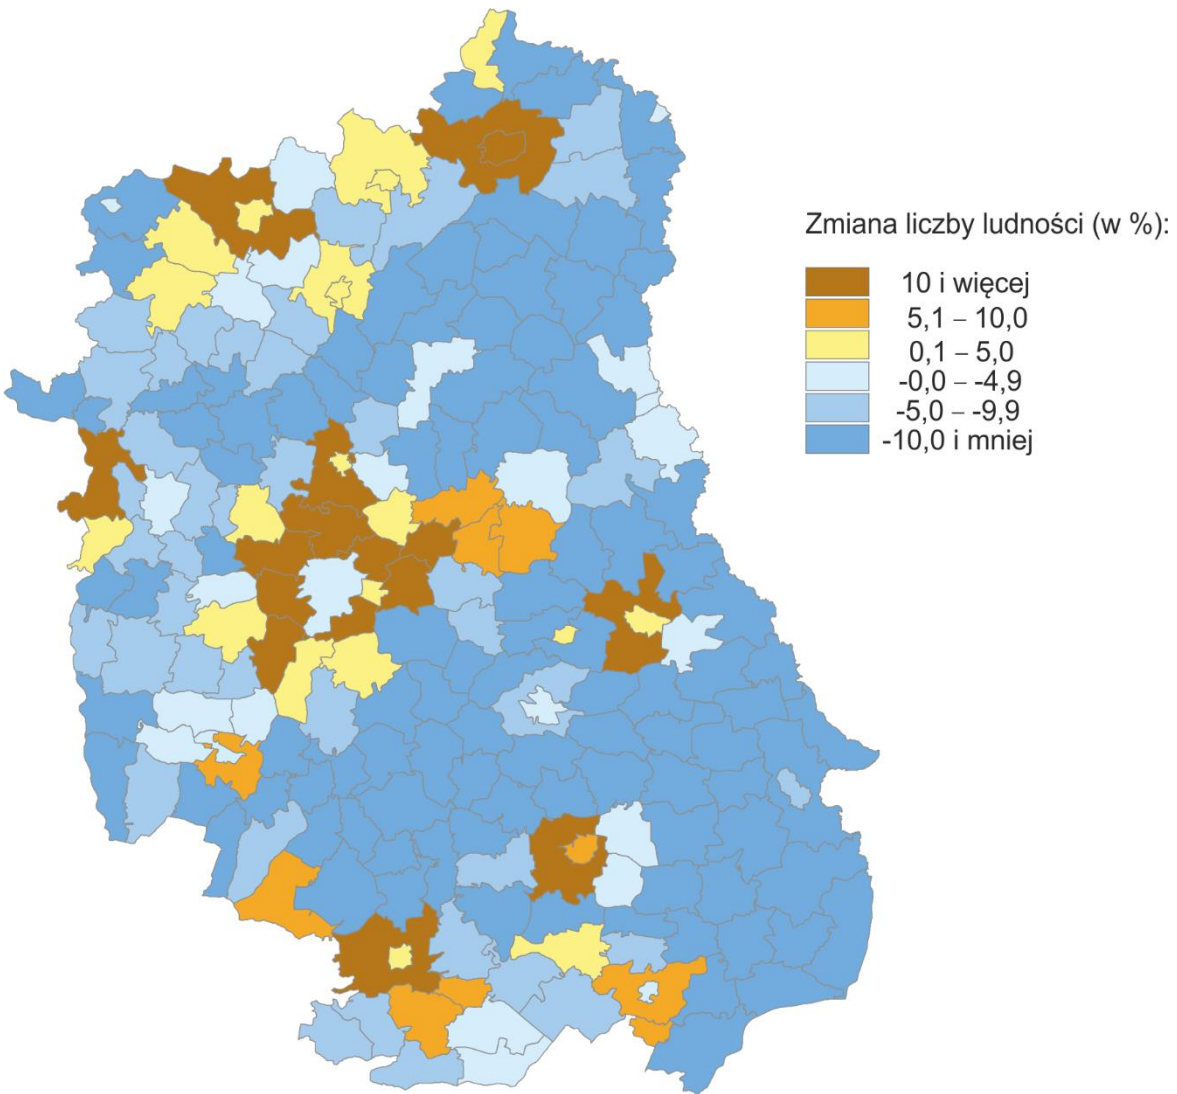 Zmiana liczby ludności (w %):
10 i więcej
5,1 – 10,0
0,1 – 5,0
-0,0 – -4,9
-5,0 – -9,9
-10,0 i mniej